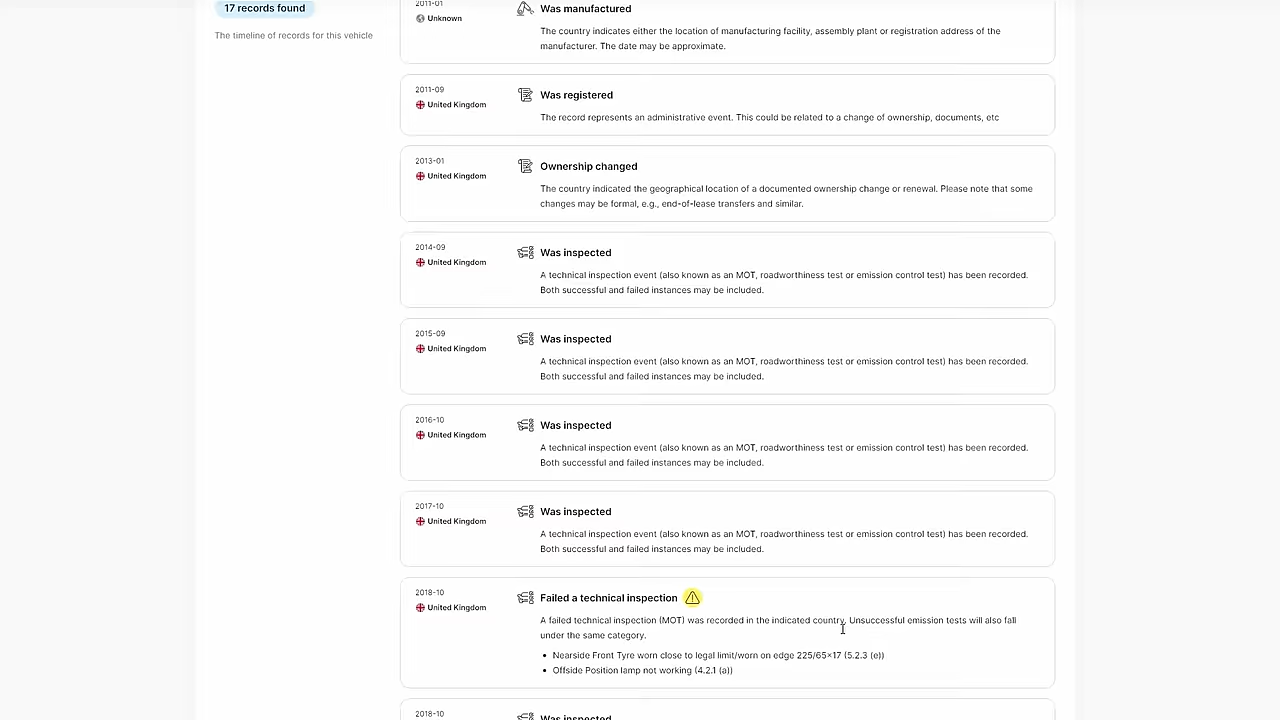 17 records found
The timeline of records for this vehicle
2011-01
Unknown
Was manufactured
The country indicates either the location of manufacturing facility, assembly plant or registration address of the
manufacturer. The date may be approximate.
2011-09
United Kingdom
Was registered
The record represents an administrative event. This could be related to a change of ownership, documents, etc
2013-01
United Kingdom
Ownership changed
The country indicated the geographical location of a documented ownership change or renewal. Please note that some
changes may be formal, e.g., end-of-lease transfers and similar.
2014-09
United Kingdom
Was inspected
A technical inspection event (also known as an MOT, roadworthiness test or emission control test) has been recorded.
Both successful and failed instances may be included.
2015-09
United Kingdom
Was inspected
A technical inspection event (also known as an MOT, roadworthiness test or emission control test) has been recorded.
Both successful and failed instances may be included.
2016-10
United Kingdom
Was inspected
A technical inspection event (also known as an MOT, roadworthiness test or emission control test) has been recorded.
Both successful and failed instances may be included.
2017-10
United Kingdom
Was inspected
A technical inspection event (also known as an MOT, roadworthiness test or emission control test) has been recorded.
Both successful and failed instances may be included.
2018-10
United Kingdom
Failed a technical inspection
A failed technical inspection (MOT) was recorded in the indicated country. Unsuccessful emission tests will also fall
under the same category.
• Nearside Front Tyre worn close to legal limit/worn on edge 225/65×17 (5.2.3 (e))
• Offside Position lamp not working (4.2.1 (a))
2018-10
Was inspected